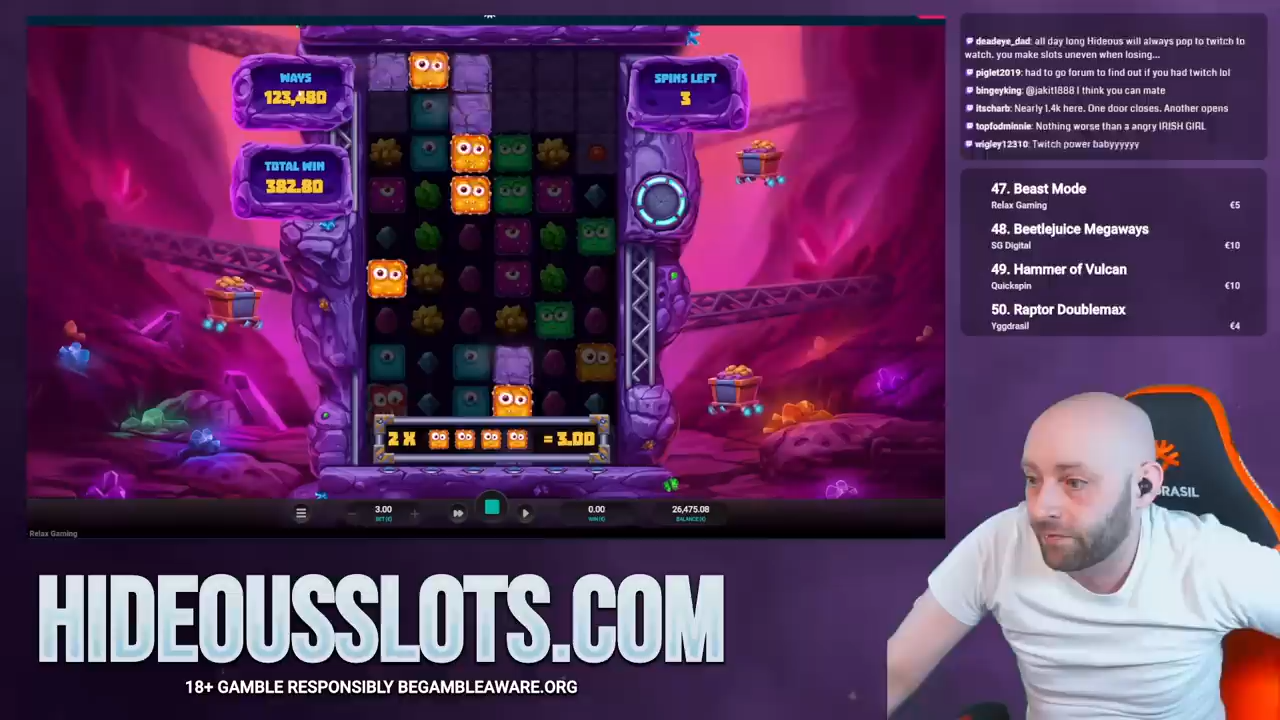 WAYS
123,480
TOTAL WIN
382.80
SPINS LEFT
3
2 X = 3.00
3.00
BET (€)
0.00
WIN (€)
26,475.08
BALANCE (€)
Relax Gaming
deadeye_dad: all day long Hideous will always pop to twitch to
watch. you make slots uneven when losing...
piglet2019: had to go forum to find out if you had twitch lol
bingeyking: @jakit1888 I think you can mate
itscharb: Nearly 1.4k here. One door closes. Another opens
topfodminnie: Nothing worse than a angry IRISH GIRL
wigley12310: Twitch power babyyyyyy
47. Beast Mode
Relax Gaming €5
48. Beetlejuice Megaways
SG Digital €10
49. Hammer of Vulcan
Quickspin €10
50. Raptor Doublemax
Yggdrasil €4
RASIL
HIDEOUSSLOTS.COM
18+ GAMBLE RESPONSIBLY BEGAMBLEAWARE.ORG